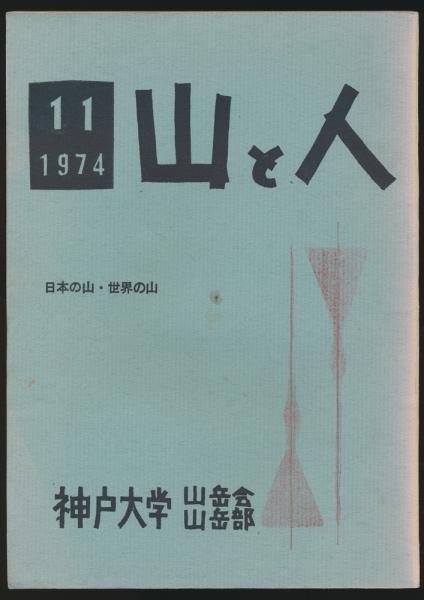 11
1974
山と人
日本の山・世界の山
神戸大学 山岳会
山岳部